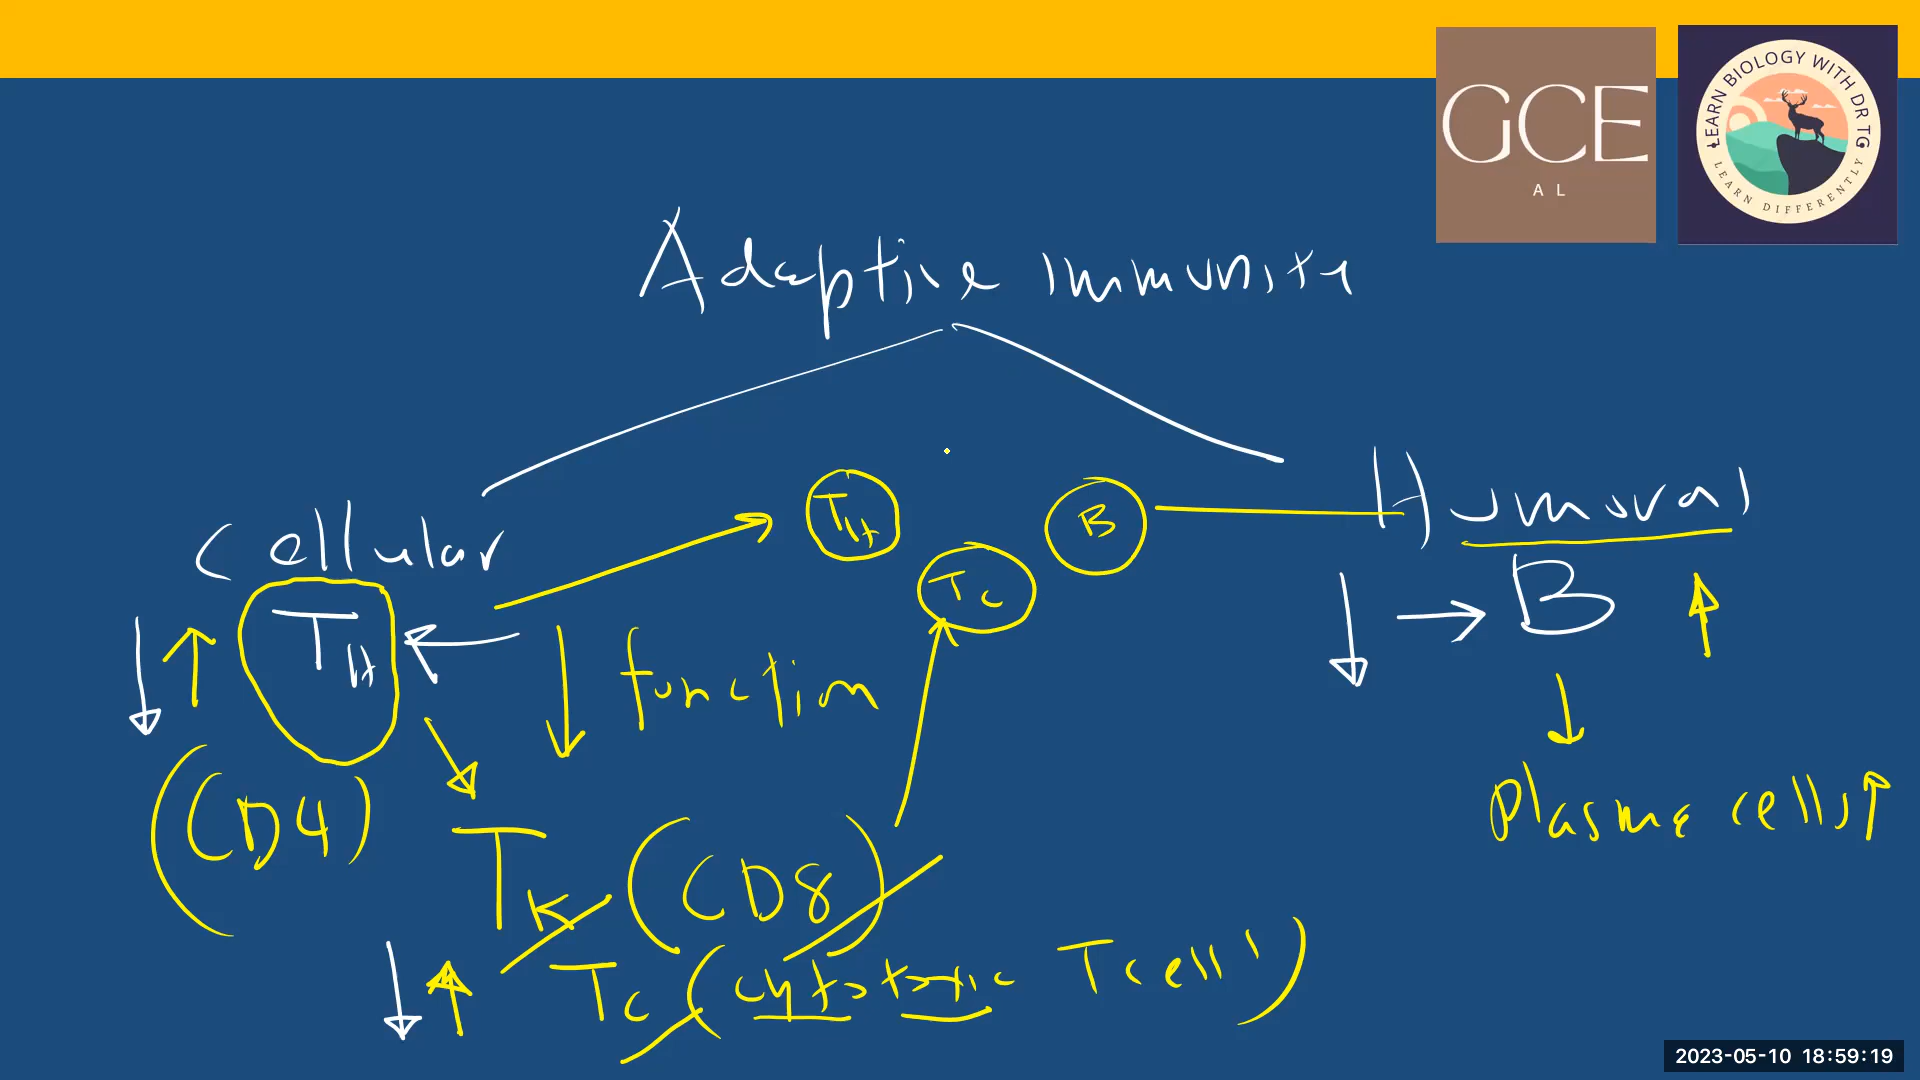 GCE
A L
LEARN BIOLOGY WITH DR TG
LEARN DIFFERENTLY
Adaptive immunity
Cellular
Humoral
TH
TH
B
TC
B
function
(CD4)
Plasma cells
TK (CD8)
Tc (cytotoxic T cells)
2023-05-10 18:59:19